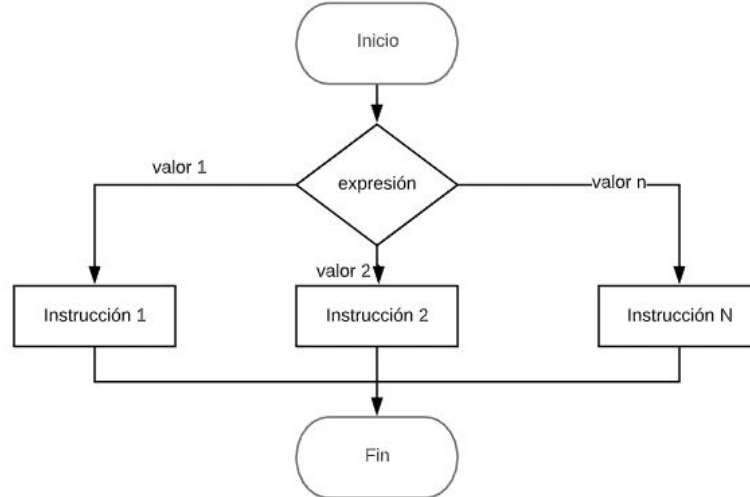 Inicio
expresión
valor 1
valor n
valor 2
Instrucción 1
Instrucción 2
Instrucción N
Fin